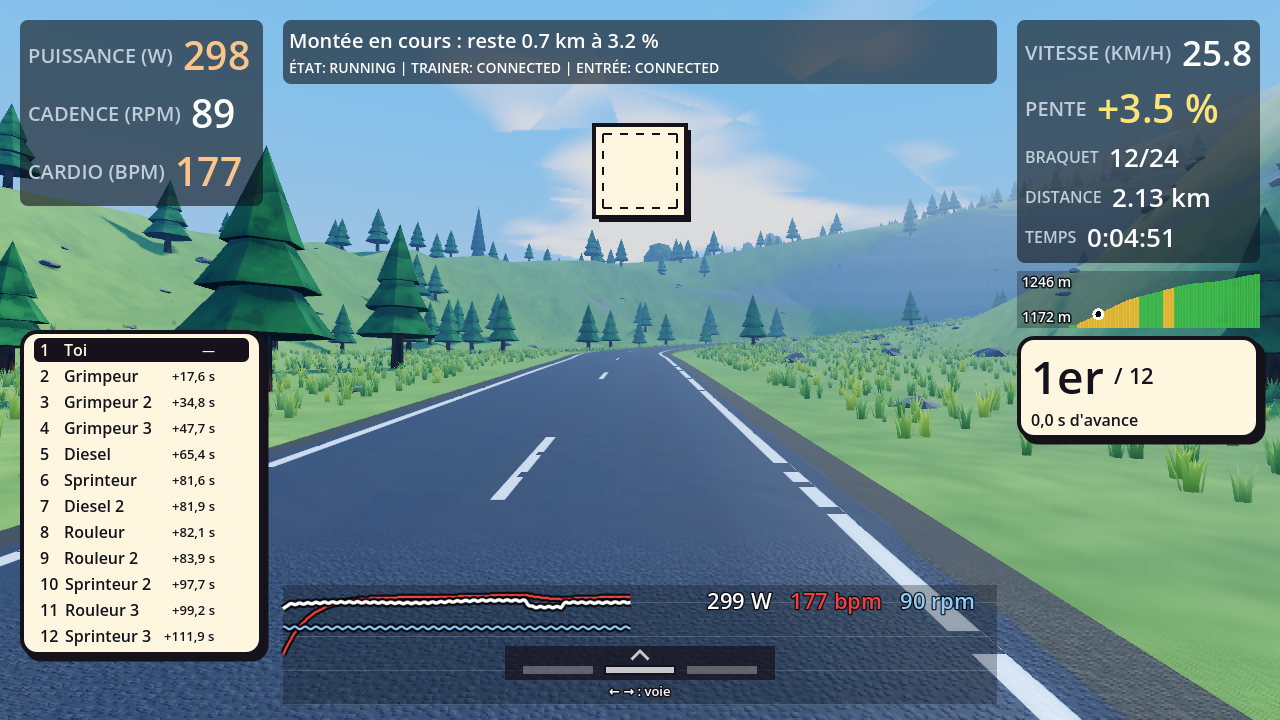 PUISSANCE (W) 298
CADENCE (RPM) 89
CARDIO (BPM) 177
Montée en cours : reste 0.7 km à 3.2 %
ÉTAT: RUNNING | TRAINER: CONNECTED | ENTRÉE: CONNECTED
VITESSE (KM/H) 25.8
PENTE +3.5 %
BRAQUET 12/24
DISTANCE 2.13 km
TEMPS 0:04:51
1246 m
1172 m
1er / 12
0,0 s d'avance
1 Toi —
2 Grimpeur +17,6 s
3 Grimpeur 2 +34,8 s
4 Grimpeur 3 +47,7 s
5 Diesel +65,4 s
6 Sprinteur +81,6 s
7 Diesel 2 +81,9 s
8 Rouleur +82,1 s
9 Rouleur 2 +83,9 s
10 Sprinteur 2 +97,7 s
11 Rouleur 3 +99,2 s
12 Sprinteur 3 +111,9 s
299 W 177 bpm 90 rpm
← → : voie